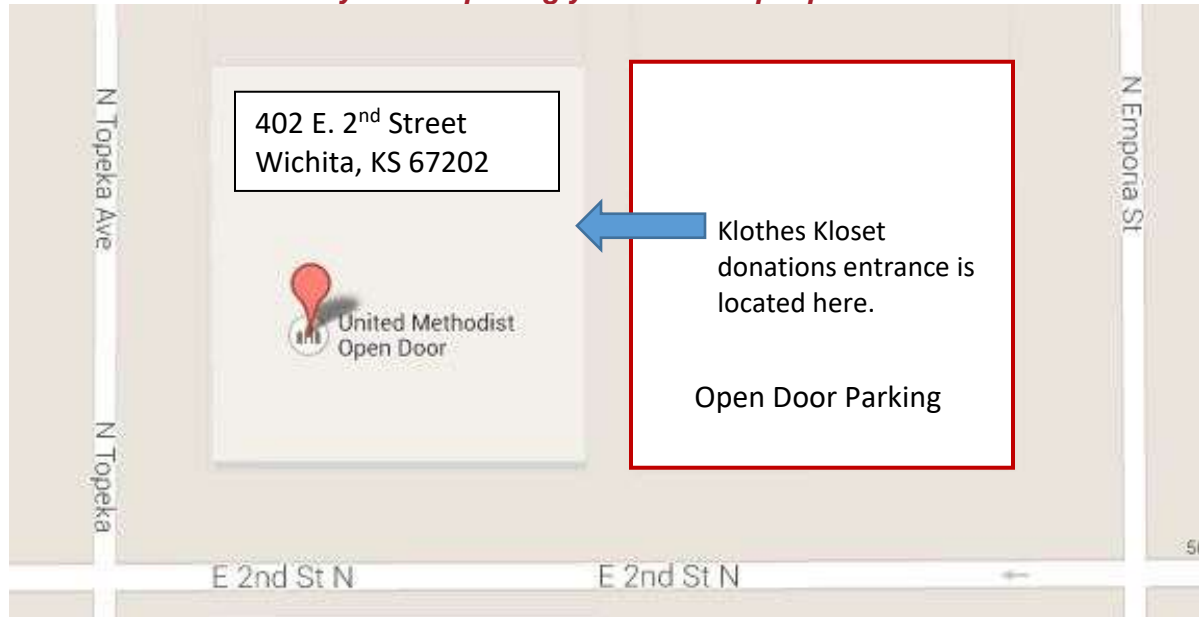 402 E. 2nd Street
Wichita, KS 67202
N Topeka Ave
N Emporia St
Klothes Kloset
donations entrance is
located here.
United Methodist
Open Door
Open Door Parking
N Topeka
E 2nd St N
E 2nd St N